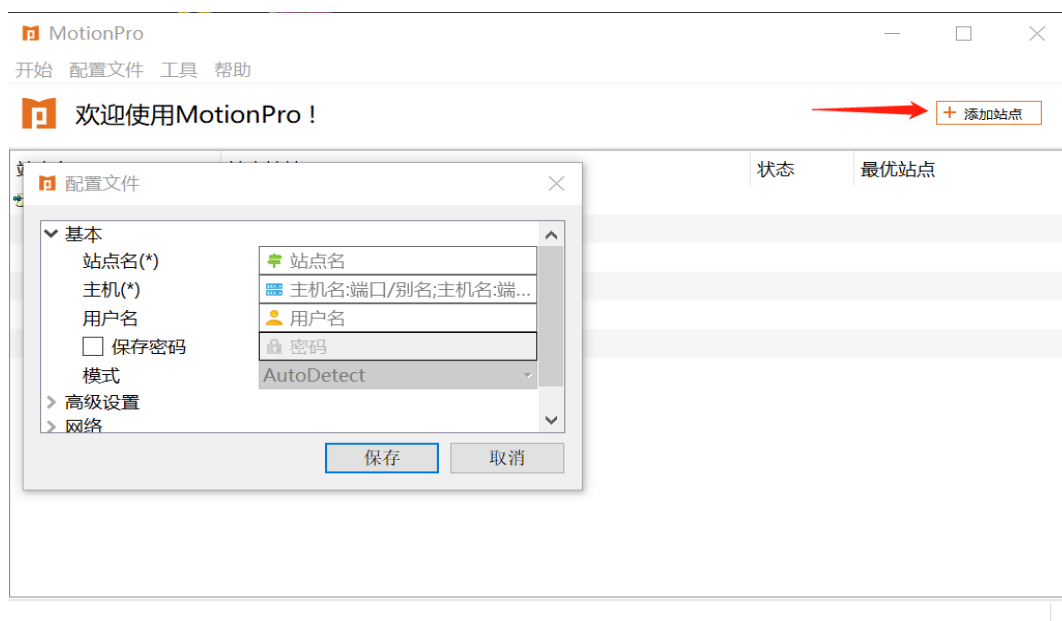 MotionPro
开始 配置文件 工具 帮助
欢迎使用MotionPro !
+ 添加站点
状态 最优站点
配置文件
基本
站点名(*) 站点名
主机(*) 主机名:端口/别名;主机名:端...
用户名 用户名
保存密码 密码
模式 AutoDetect
高级设置
网络
保存 取消